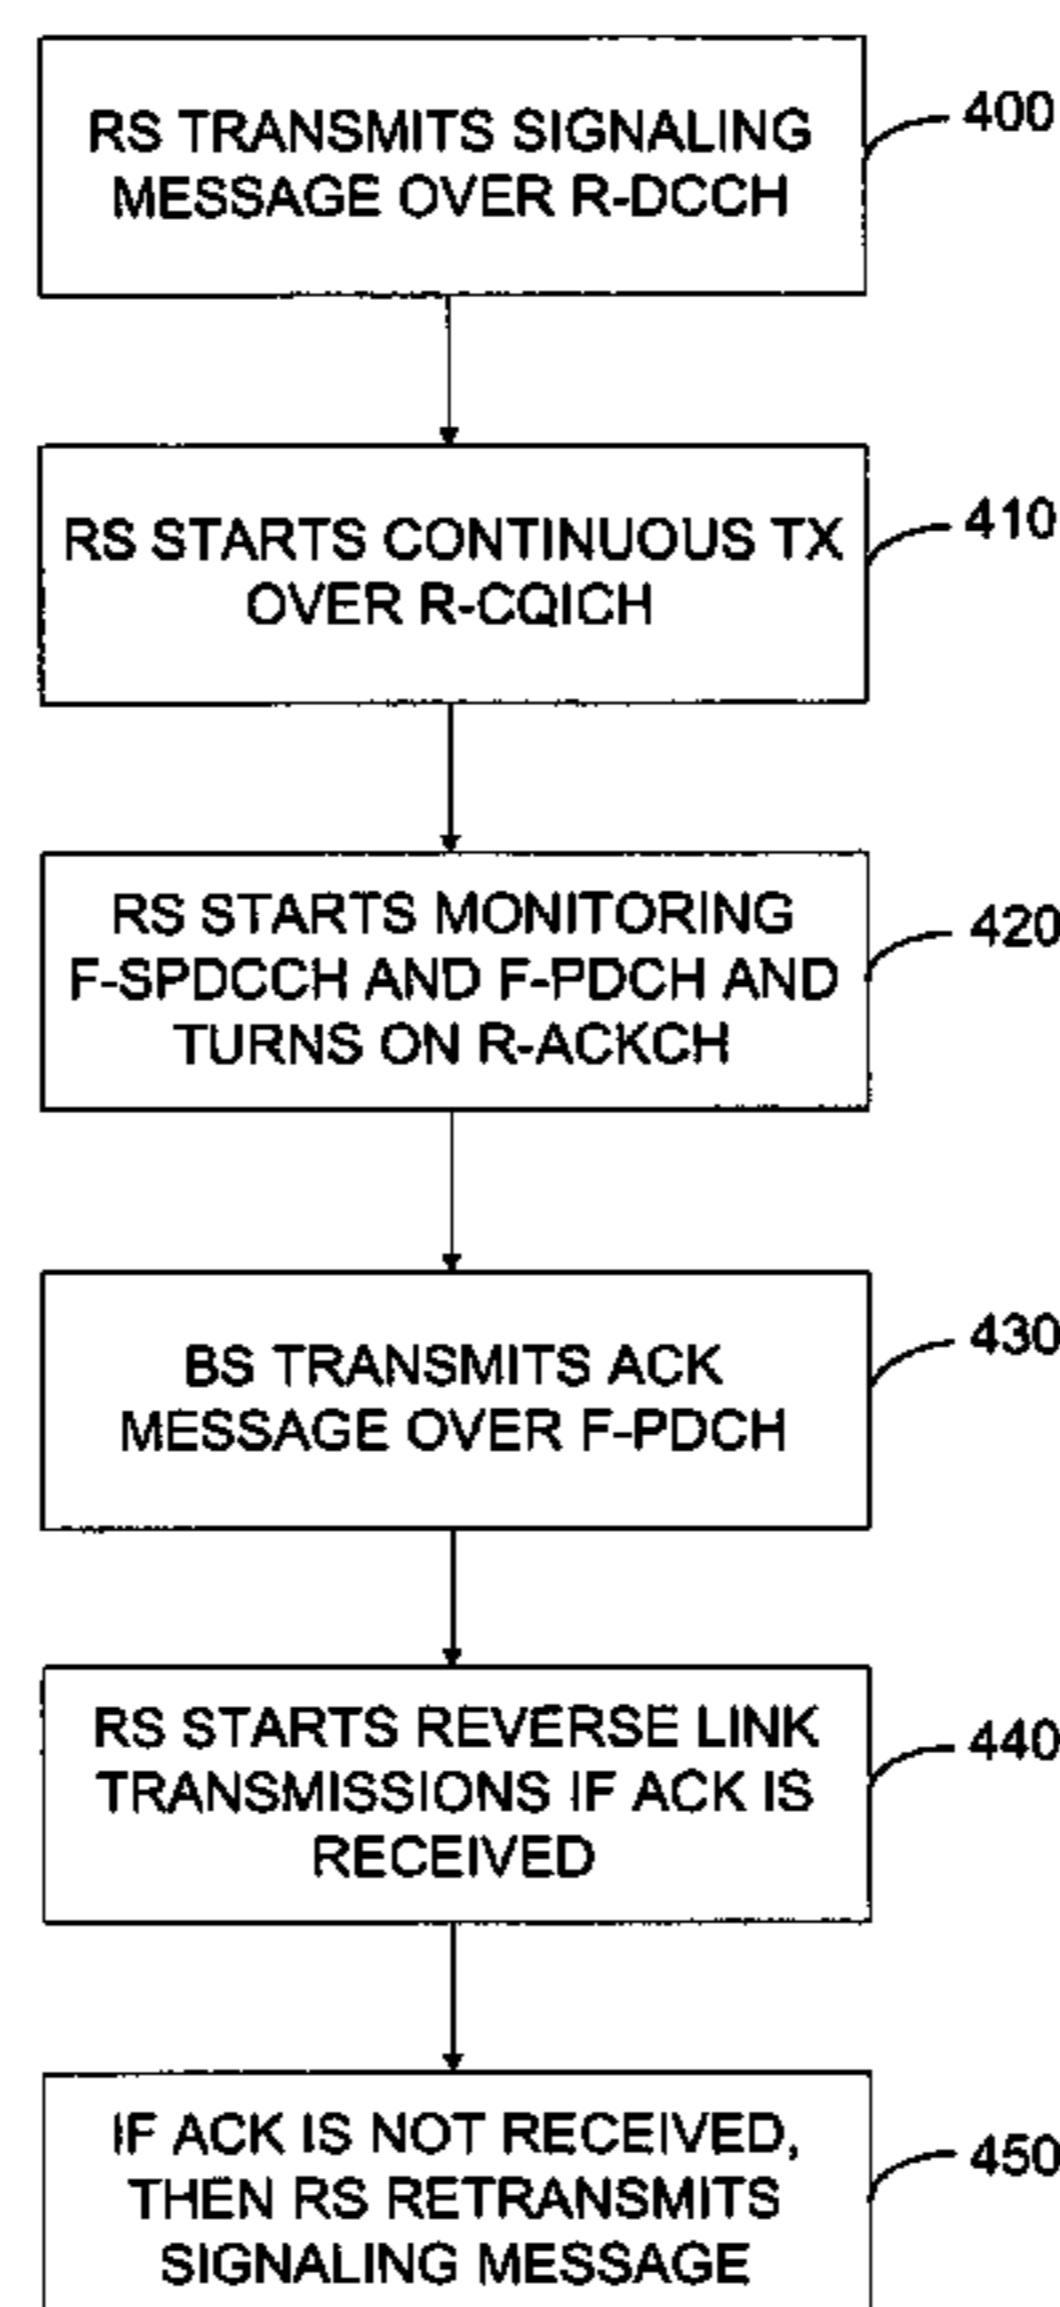 RS TRANSMITS SIGNALING
MESSAGE OVER R-DCCH
400
RS STARTS CONTINUOUS TX
OVER R-CQICH
410
RS STARTS MONITORING
F-SPDCCH AND F-PDCH AND
TURNS ON R-ACKCH
420
BS TRANSMITS ACK
MESSAGE OVER F-PDCH
430
RS STARTS REVERSE LINK
TRANSMISSIONS IF ACK IS
RECEIVED
440
IF ACK IS NOT RECEIVED,
THEN RS RETRANSMITS
SIGNALING MESSAGE
450